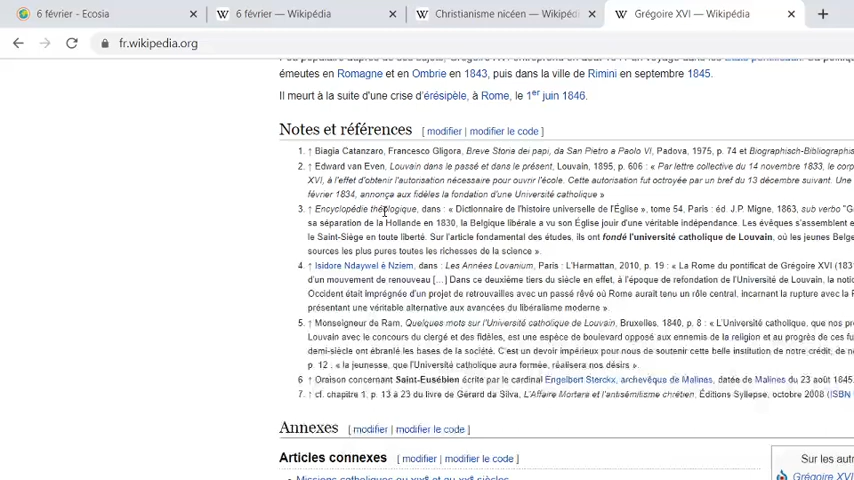 6 février - Ecosia
6 février — Wikipédia
Christianisme nicéen — Wikipédi
Grégoire XVI — Wikipédia
fr.wikipedia.org
émeutes en Romagne et en Ombrie en 1843, puis dans la ville de Rimini en septembre 1845.
Il meurt à la suite d'une crise d'érésipèle, à Rome, le 1er juin 1846.
Notes et références [ modifier | modifier le code ]
1. ↑ Biagia Catanzaro, Francesco Gligora, Breve Storia dei papi, da San Pietro a Paolo VI, Padova, 1975, p. 74 et Biographisch-Bibliographis
2. ↑ Edward van Even, Louvain dans le passé et dans le présent, Louvain, 1895, p. 606 : « Par lettre collective du 14 novembre 1833, le corp
XVI, à l'effet d'obtenir l'autorisation nécessaire pour ouvrir l'école. Cette autorisation fut octroyée par un bref du 13 décembre suivant. Une
février 1834, annonça aux fidèles la fondation d'une Université catholique »
3. ↑ Encyclopédie théologique, dans : « Dictionnaire de l'histoire universelle de l'Église », tome 54, Paris : éd. J.P. Migne, 1863, sub verbo "G
sa séparation de la Hollande en 1830, la Belgique libérale a vu son Église jouir d'une véritable indépendance. Les évêques s'assemblent e
le Saint-Siège en toute liberté. Sur l'article fondamental des études, ils ont fondé l'université catholique de Louvain, où les jeunes Belge
sources les plus pures toutes les richesses de la science ».
4. ↑ Isidore Ndaywel è Nziem, dans : Les Années Lovanium, Paris : L'Harmattan, 2010, p. 19 : « La Rome du pontificat de Grégoire XVI (183
d'un mouvement de renouveau [...] Dans ce deuxième tiers du siècle en effet, à l'époque de refondation de l'Université de Louvain, la notio
Occident était imprégnée d'un projet de retrouvailles avec un passé rêvé où Rome aurait tenu un rôle central, incarnant la rupture avec la R
présentant une véritable alternative aux avancées du libéralisme moderne ».
5. ↑ Monseigneur de Ram, Quelques mots sur l'Université catholique de Louvain, Bruxelles, 1840, p. 8 : « L'Université catholique, que nos pr
Louvain avec le concours du clergé et des fidèles, est une espèce de boulevard opposé aux ennemis de la religion et au progrès de ces fu
demi-siècle ont ébranlé les bases de la société. C'est un devoir impérieux pour nous de soutenir cette belle institution de notre crédit, de n
p. 12 : « la jeunesse, que l'Université catholique aura formée, réalisera nos désirs ».
6 ↑ Oraison concernant Saint-Eusébien écrite par le cardinal Engelbert Sterckx, archevêque de Malines, datée de Malines du 23 août 1845.
7. ↑ cf. chapitre 1, p. 13 à 23 du livre de Gérard da Silva, L'Affaire Mortara et l'antisémitisme chrétien, Éditions Syllepse, octobre 2008 (ISBN
Annexes [ modifier | modifier le code ]
Articles connexes [ modifier | modifier le code ]
Sur les autr
Missions catholiques au XIXe et au XXe siècles
Grégoire XVI